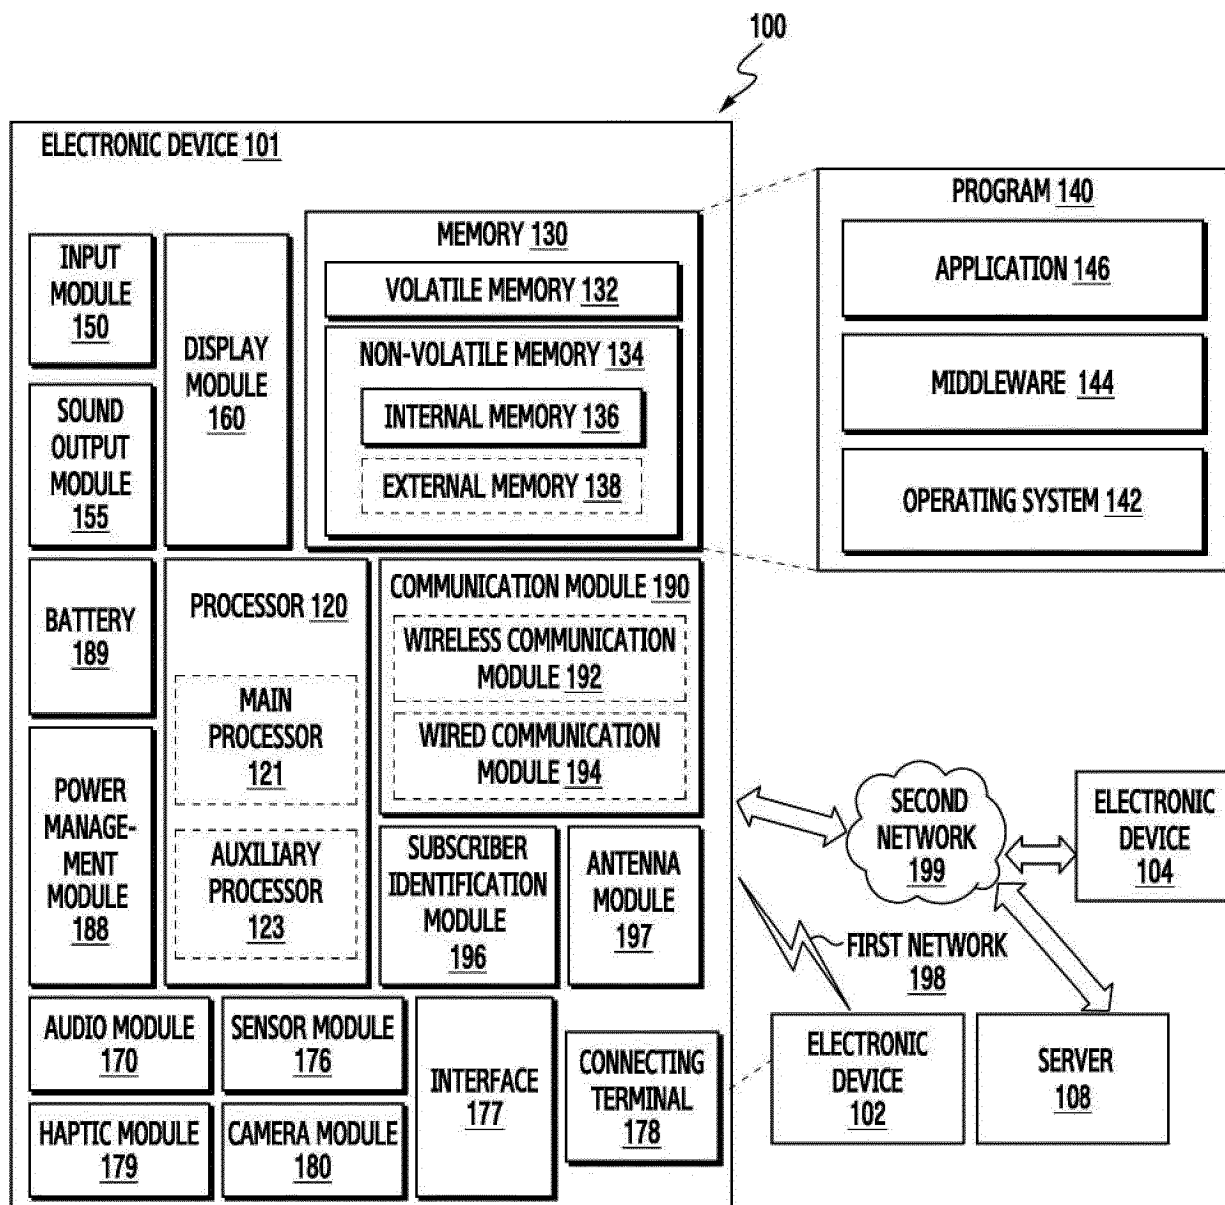 100
ELECTRONIC DEVICE 101
INPUT
MODULE
150
SOUND
OUTPUT
MODULE
155
DISPLAY
MODULE
160
MEMORY 130
VOLATILE MEMORY 132
NON-VOLATILE MEMORY 134
INTERNAL MEMORY 136
EXTERNAL MEMORY 138
PROGRAM 140
APPLICATION 146
MIDDLEWARE 144
OPERATING SYSTEM 142
BATTERY
189
POWER
MANAGE-
MENT
MODULE
188
PROCESSOR 120
MAIN
PROCESSOR
121
AUXILIARY
PROCESSOR
123
COMMUNICATION MODULE 190
WIRELESS COMMUNICATION
MODULE 192
WIRED COMMUNICATION
MODULE 194
SUBSCRIBER
IDENTIFICATION
MODULE
196
ANTENNA
MODULE
197
SECOND
NETWORK
199
ELECTRONIC
DEVICE
104
FIRST NETWORK
198
AUDIO MODULE
170
SENSOR MODULE
176
HAPTIC MODULE
179
CAMERA MODULE
180
INTERFACE
177
CONNECTING
TERMINAL
178
ELECTRONIC
DEVICE
102
SERVER
108